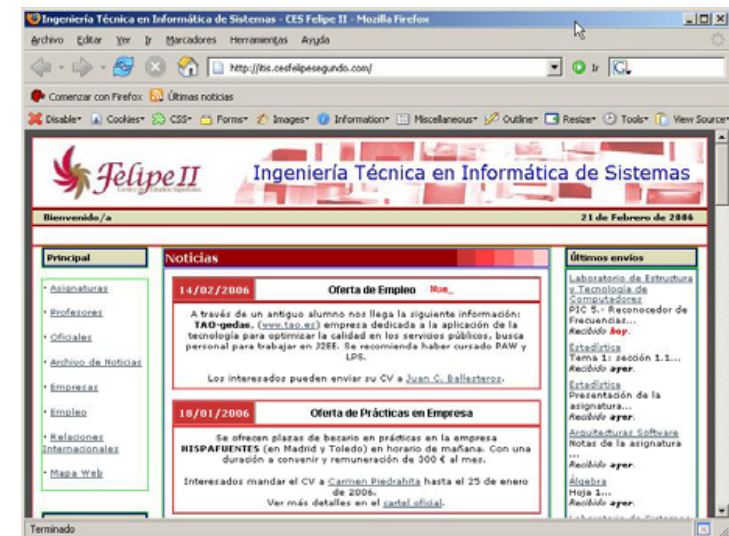 Ingeniería Técnica en Informática de Sistemas - CES Felipe II - Mozilla Firefox
Archivo Editar Ver Ir Marcadores Herramientas Ayuda
http://itis.cesfelipesegundo.com/
Ir
Comenzar con Firefox Últimas noticias
Disable Cookies CSS Forms Images Information Miscellaneous Outline Resize Tools View Source
Felipe II
Ingeniería Técnica en Informática de Sistemas
Bienvenido/a
21 de Febrero de 2006
Principal
· Asignaturas
· Profesores
· Oficiales
· Archivo de Noticias
· Empresas
· Empleo
· Relaciones
Internacionales
· Mapa Web
Noticias
14/02/2006 Oferta de Empleo Nue_
A través de un antiguo alumno nos llega la siguiente información:
TAO-gedas, (www.tao.es) empresa dedicada a la aplicación de la
tecnología para optimizar la calidad en los servicios públicos, busca
personal para trabajar en J2EE. Se recomienda haber cursado PAW y
LPS.
Los interesados pueden enviar su CV a Juan C. Ballesteros.
18/01/2006 Oferta de Prácticas en Empresa
Se ofrecen plazas de becario en prácticas en la empresa
HISPAFUENTES (en Madrid y Toledo) en horario de mañana. Con una
duración a convenir y remuneración de 300 € al mes.
Interesados mandar el CV a Carmen Piedrahita hasta el 25 de enero
de 2006.
Ver más detalles en el cartel oficial.
Últimos envíos
Laboratorio de Estructura
y Tecnología de
Computadores
PIC 5.- Reconocedor de
Frecuencias...
Recibido hoy.
Estadística
Tema 1: sección 1.1...
Recibido ayer.
Estadística
Presentación de la
asignatura...
Recibido ayer.
Arquitecturas Software
Notas de la asignatura
...
Recibido ayer.
Álgebra
Hoja 1...
Recibido ayer.
Laboratorio de Sistemas
Terminado